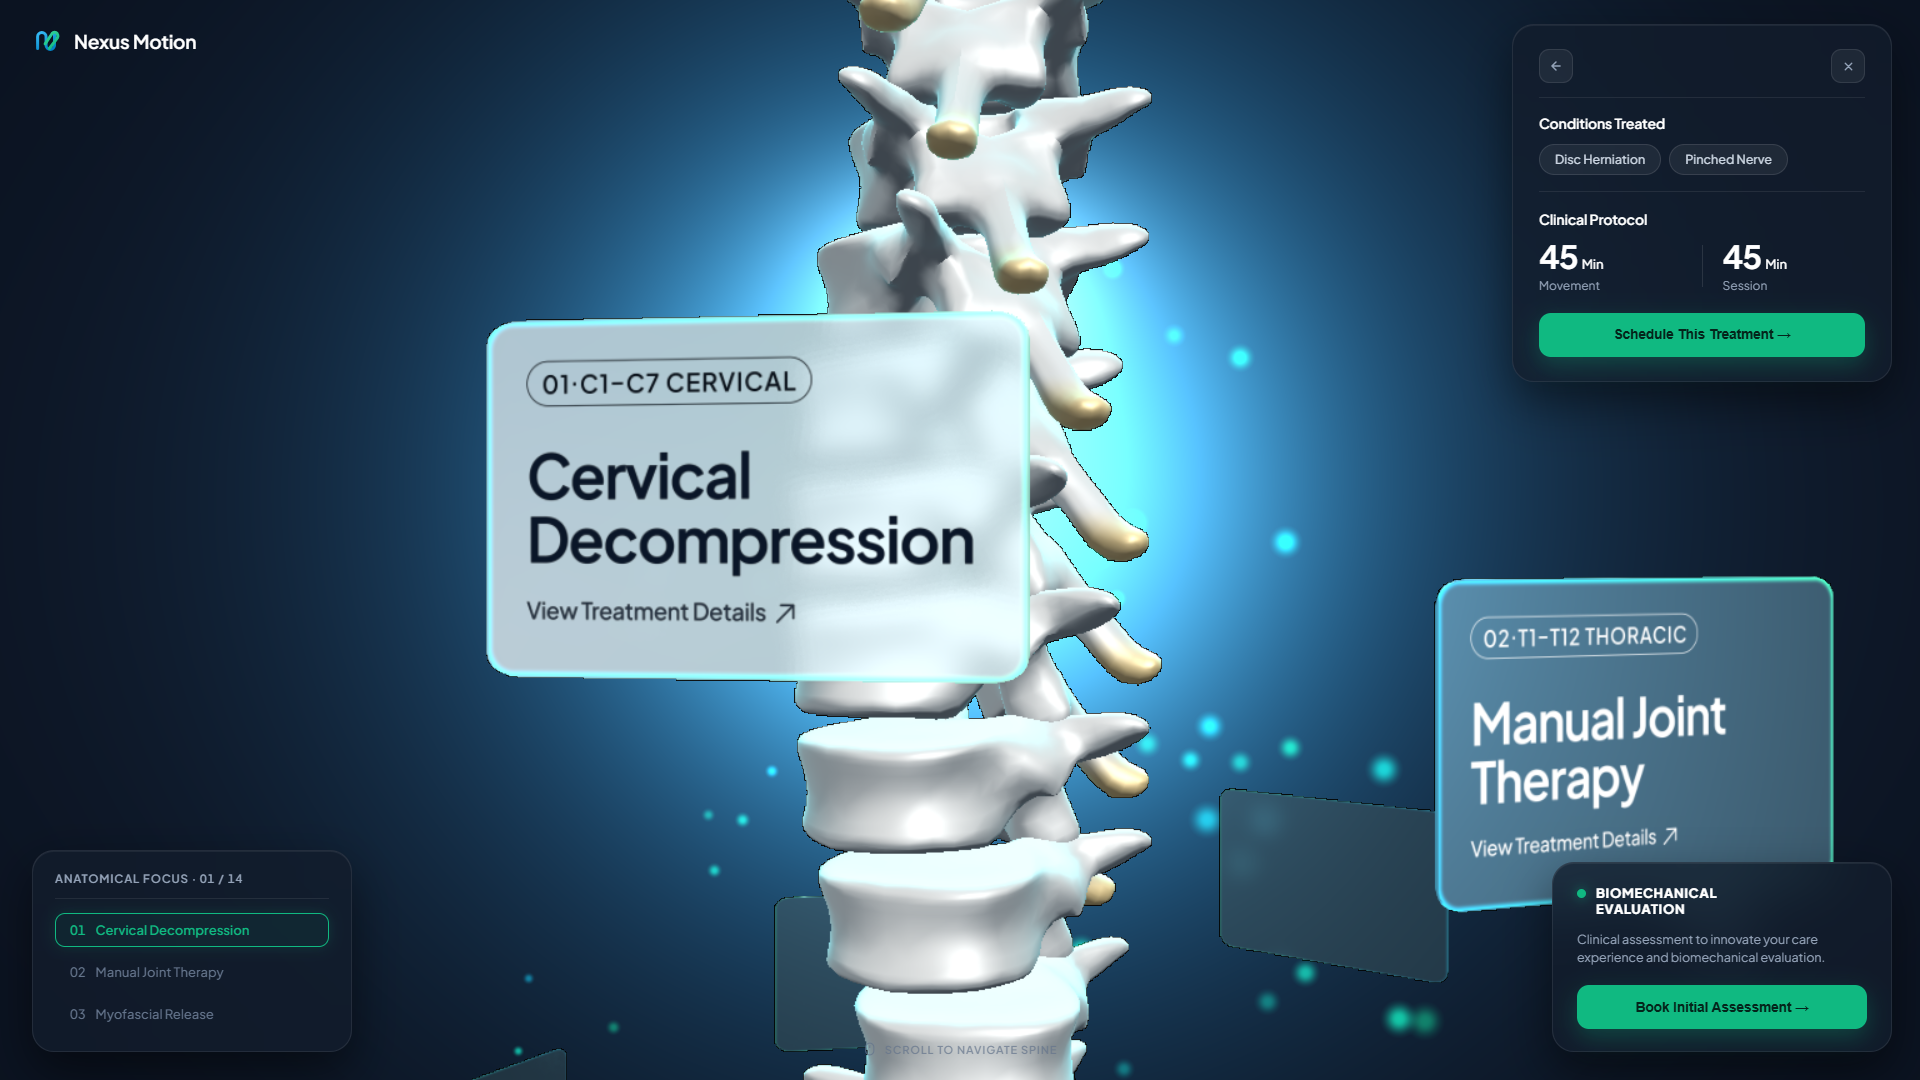 Nexus Motion
Conditions Treated
Disc Herniation
Pinched Nerve
Clinical Protocol
45 Min
Movement
45 Min
Session
Schedule This Treatment →
01·C1–C7 CERVICAL
Cervical
Decompression
View Treatment Details ↗
02·T1–T12 THORACIC
Manual Joint
Therapy
View Treatment Details ↗
ANATOMICAL FOCUS · 01 / 14
01 Cervical Decompression
02 Manual Joint Therapy
03 Myofascial Release
SCROLL TO NAVIGATE SPINE
BIOMECHANICAL
EVALUATION
Clinical assessment to innovate your care
experience and biomechanical evaluation.
Book Initial Assessment →